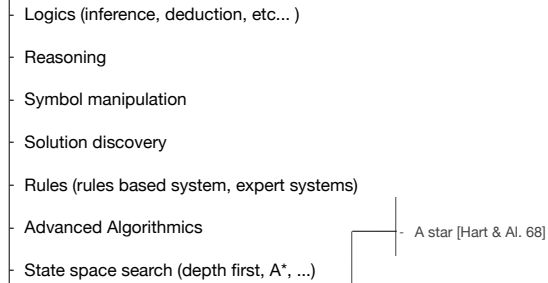 - Logics (inference, deduction, etc... )
- Reasoning
- Symbol manipulation
- Solution discovery
- Rules (rules based system, expert systems)
- Advanced Algorithmics
- A star [Hart & Al. 68]
- State space search (depth first, A*, ...)